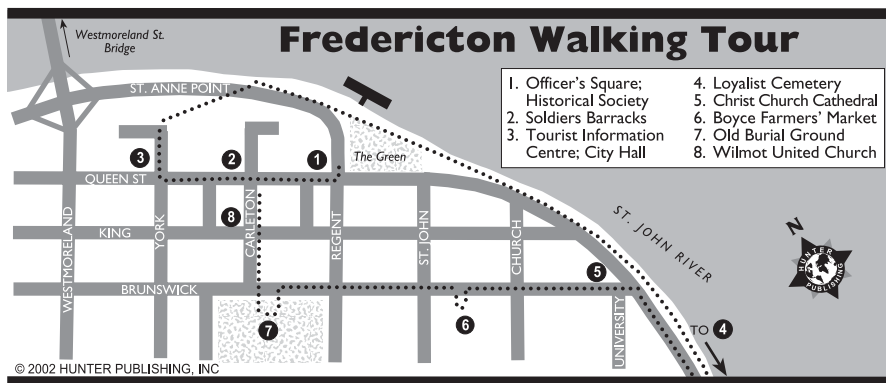 Fredericton Walking Tour
Westmoreland St.
Bridge
1. Officer's Square;
Historical Society
2. Soldiers Barracks
3. Tourist Information
Centre; City Hall
4. Loyalist Cemetery
5. Christ Church Cathedral
6. Boyce Farmers' Market
7. Old Burial Ground
8. Wilmot United Church
ST. ANNE POINT
3
2
1
The Green
QUEEN ST
WESTMORELAND
YORK
8
CARLETON
REGENT
ST. JOHN
CHURCH
KING
ST. JOHN RIVER
N
HUNTER
PUBLISHING
BRUNSWICK
5
7
6
UNIVERSITY
TO 4
© 2002 HUNTER PUBLISHING, INC